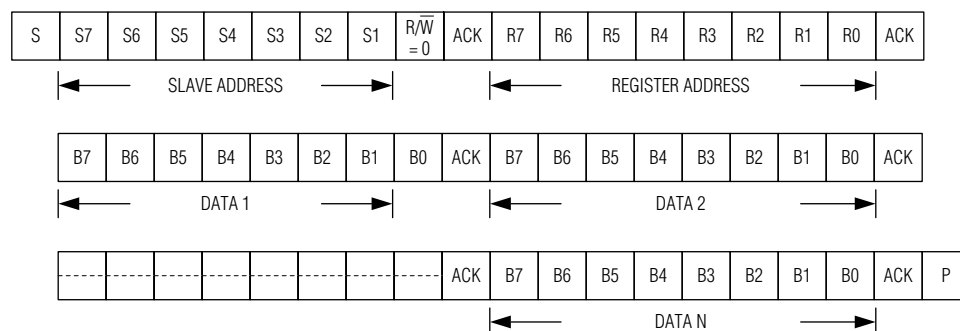 S S7 S6 S5 S4 S3 S2 S1 R/W̅ = 0 ACK R7 R6 R5 R4 R3 R2 R1 R0 ACK
SLAVE ADDRESS REGISTER ADDRESS
B7 B6 B5 B4 B3 B2 B1 B0 ACK B7 B6 B5 B4 B3 B2 B1 B0 ACK
DATA 1 DATA 2
ACK B7 B6 B5 B4 B3 B2 B1 B0 ACK P
DATA N